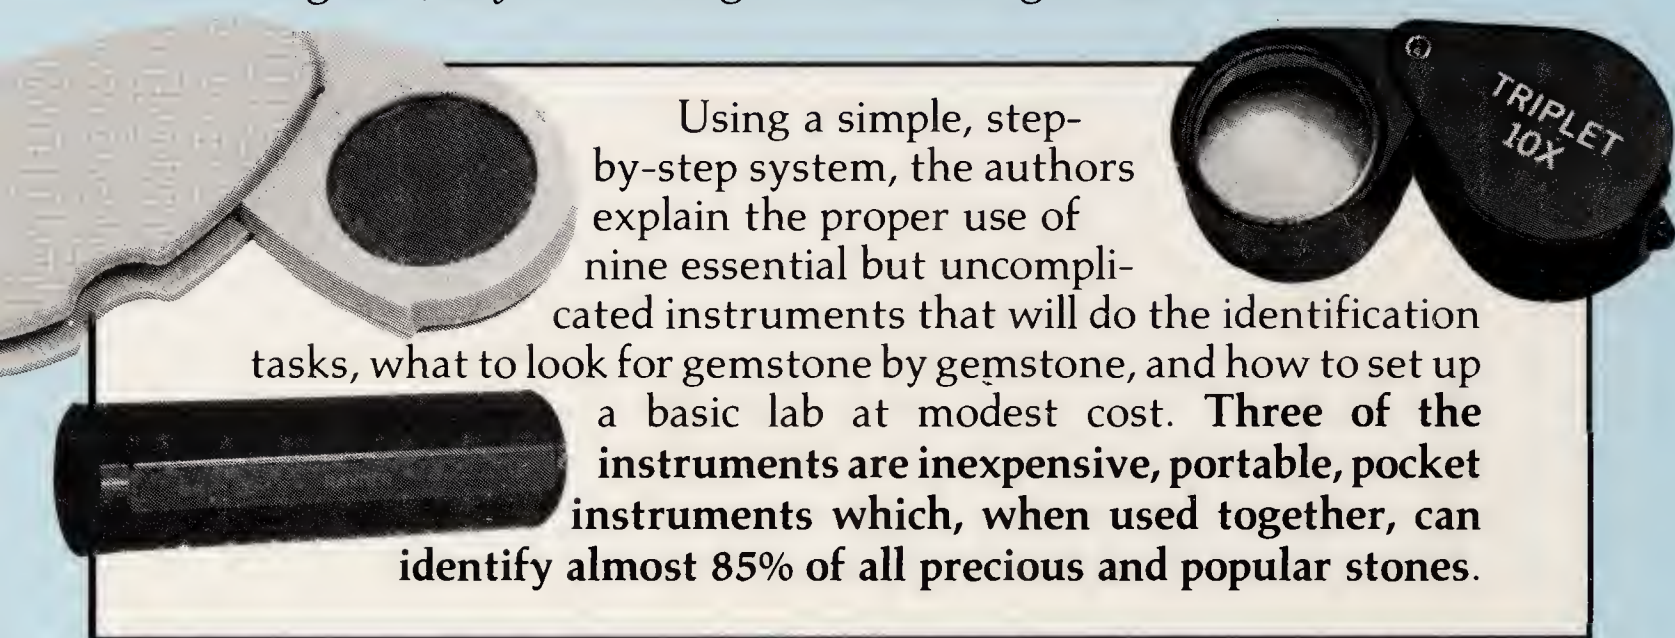 Using a simple, step-
by-step system, the authors
explain the proper use of
nine essential but uncompli-
cated instruments that will do the identification
tasks, what to look for gemstone by gemstone, and how to set up
a basic lab at modest cost. Three of the
instruments are inexpensive, portable, pocket
instruments which, when used together, can
identify almost 85% of all precious and popular stones.
TRIPLET
10X